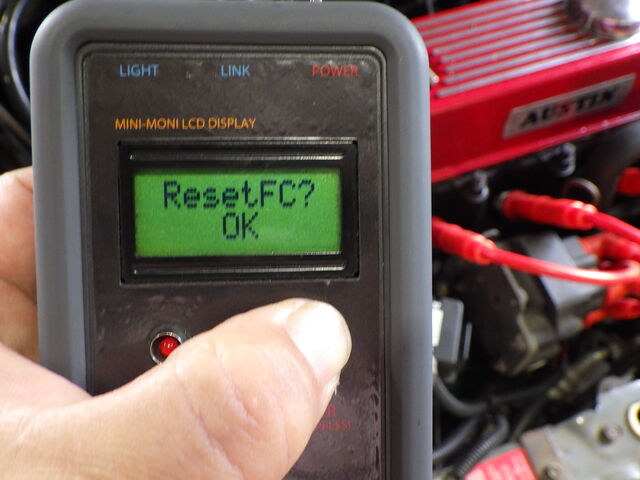 LIGHT LINK POWER
MINI-MONI LCD DISPLAY
ResetFC?
OK
AUSTIN